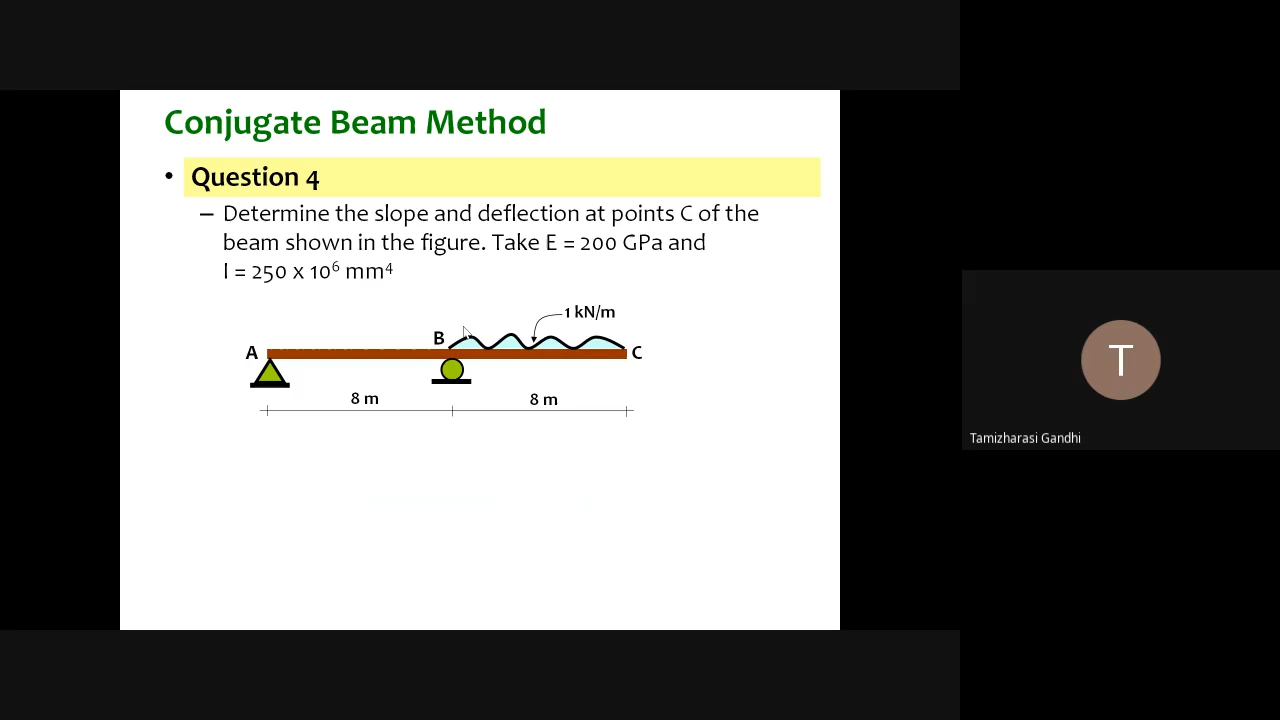 Conjugate Beam Method
• Question 4
– Determine the slope and deflection at points C of the
beam shown in the figure. Take E = 200 GPa and
I = 250 x 10⁶ mm⁴
1 kN/m
B
A
C
8 m
8 m
T
Tamizharasi Gandhi